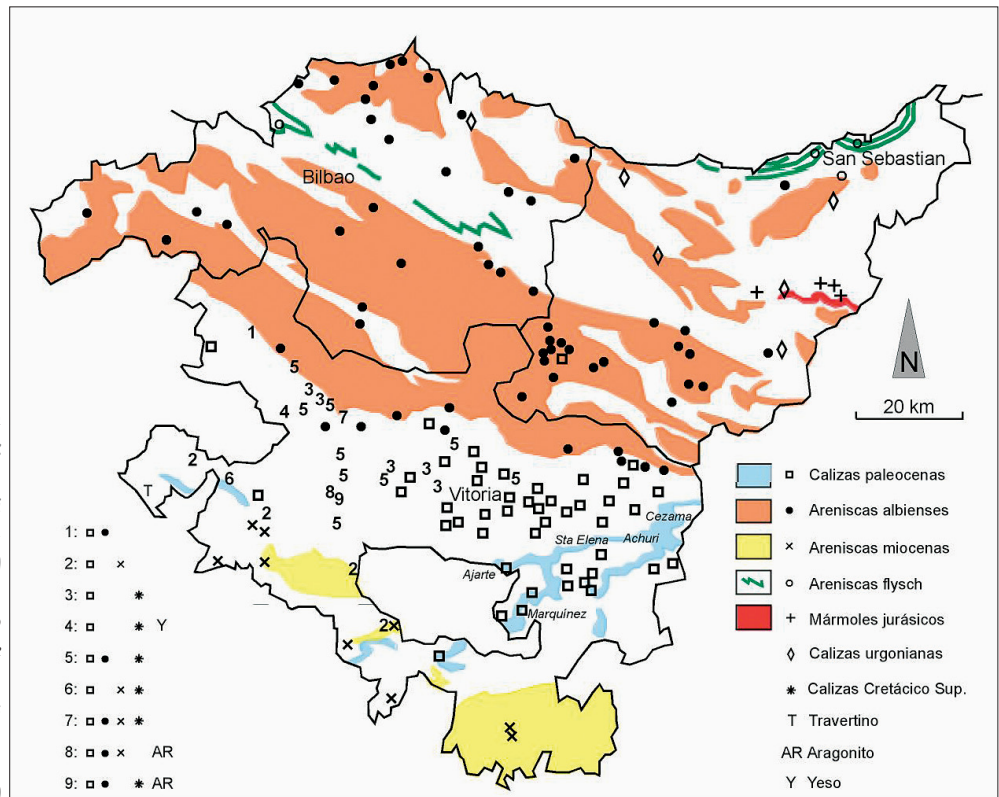 Bilbao
San Sebastian
N
20 km
1
5
3
3
5
5
4
7
2
6
T
5
5
3
3
5
3
5
5
8
9
5
2
2
2
Vitoria
Cezama
Sta Elena
Achuri
Ajarte
Marquínez
1:
2: ×
3: *
4: * Y
5: *
6: × *
7: × *
8: × AR
9: * AR
Calizas paleocenas
Areniscas albienses
Areniscas miocenas
Areniscas flysch
Mármoles jurásicos
Calizas urgonianas
Calizas Cretácico Sup.
T Travertino
AR Aragonito
Y Yeso